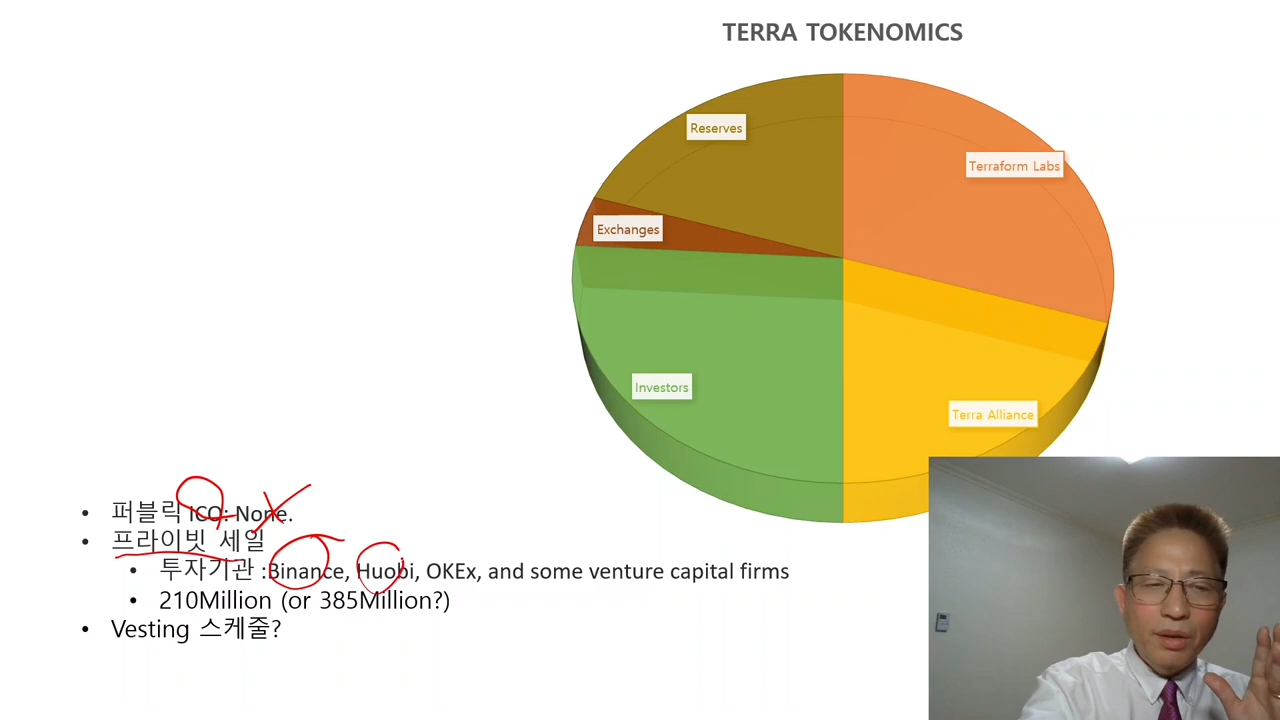 TERRA TOKENOMICS
Reserves
Terraform Labs
Exchanges
Investors
Terra Alliance
• 퍼블릭 ICO: None.
• 프라이빗 세일
• 투자기관 :Binance, Huobi, OKEx, and some venture capital firms
• 210Million (or 385Million?)
• Vesting 스케줄?